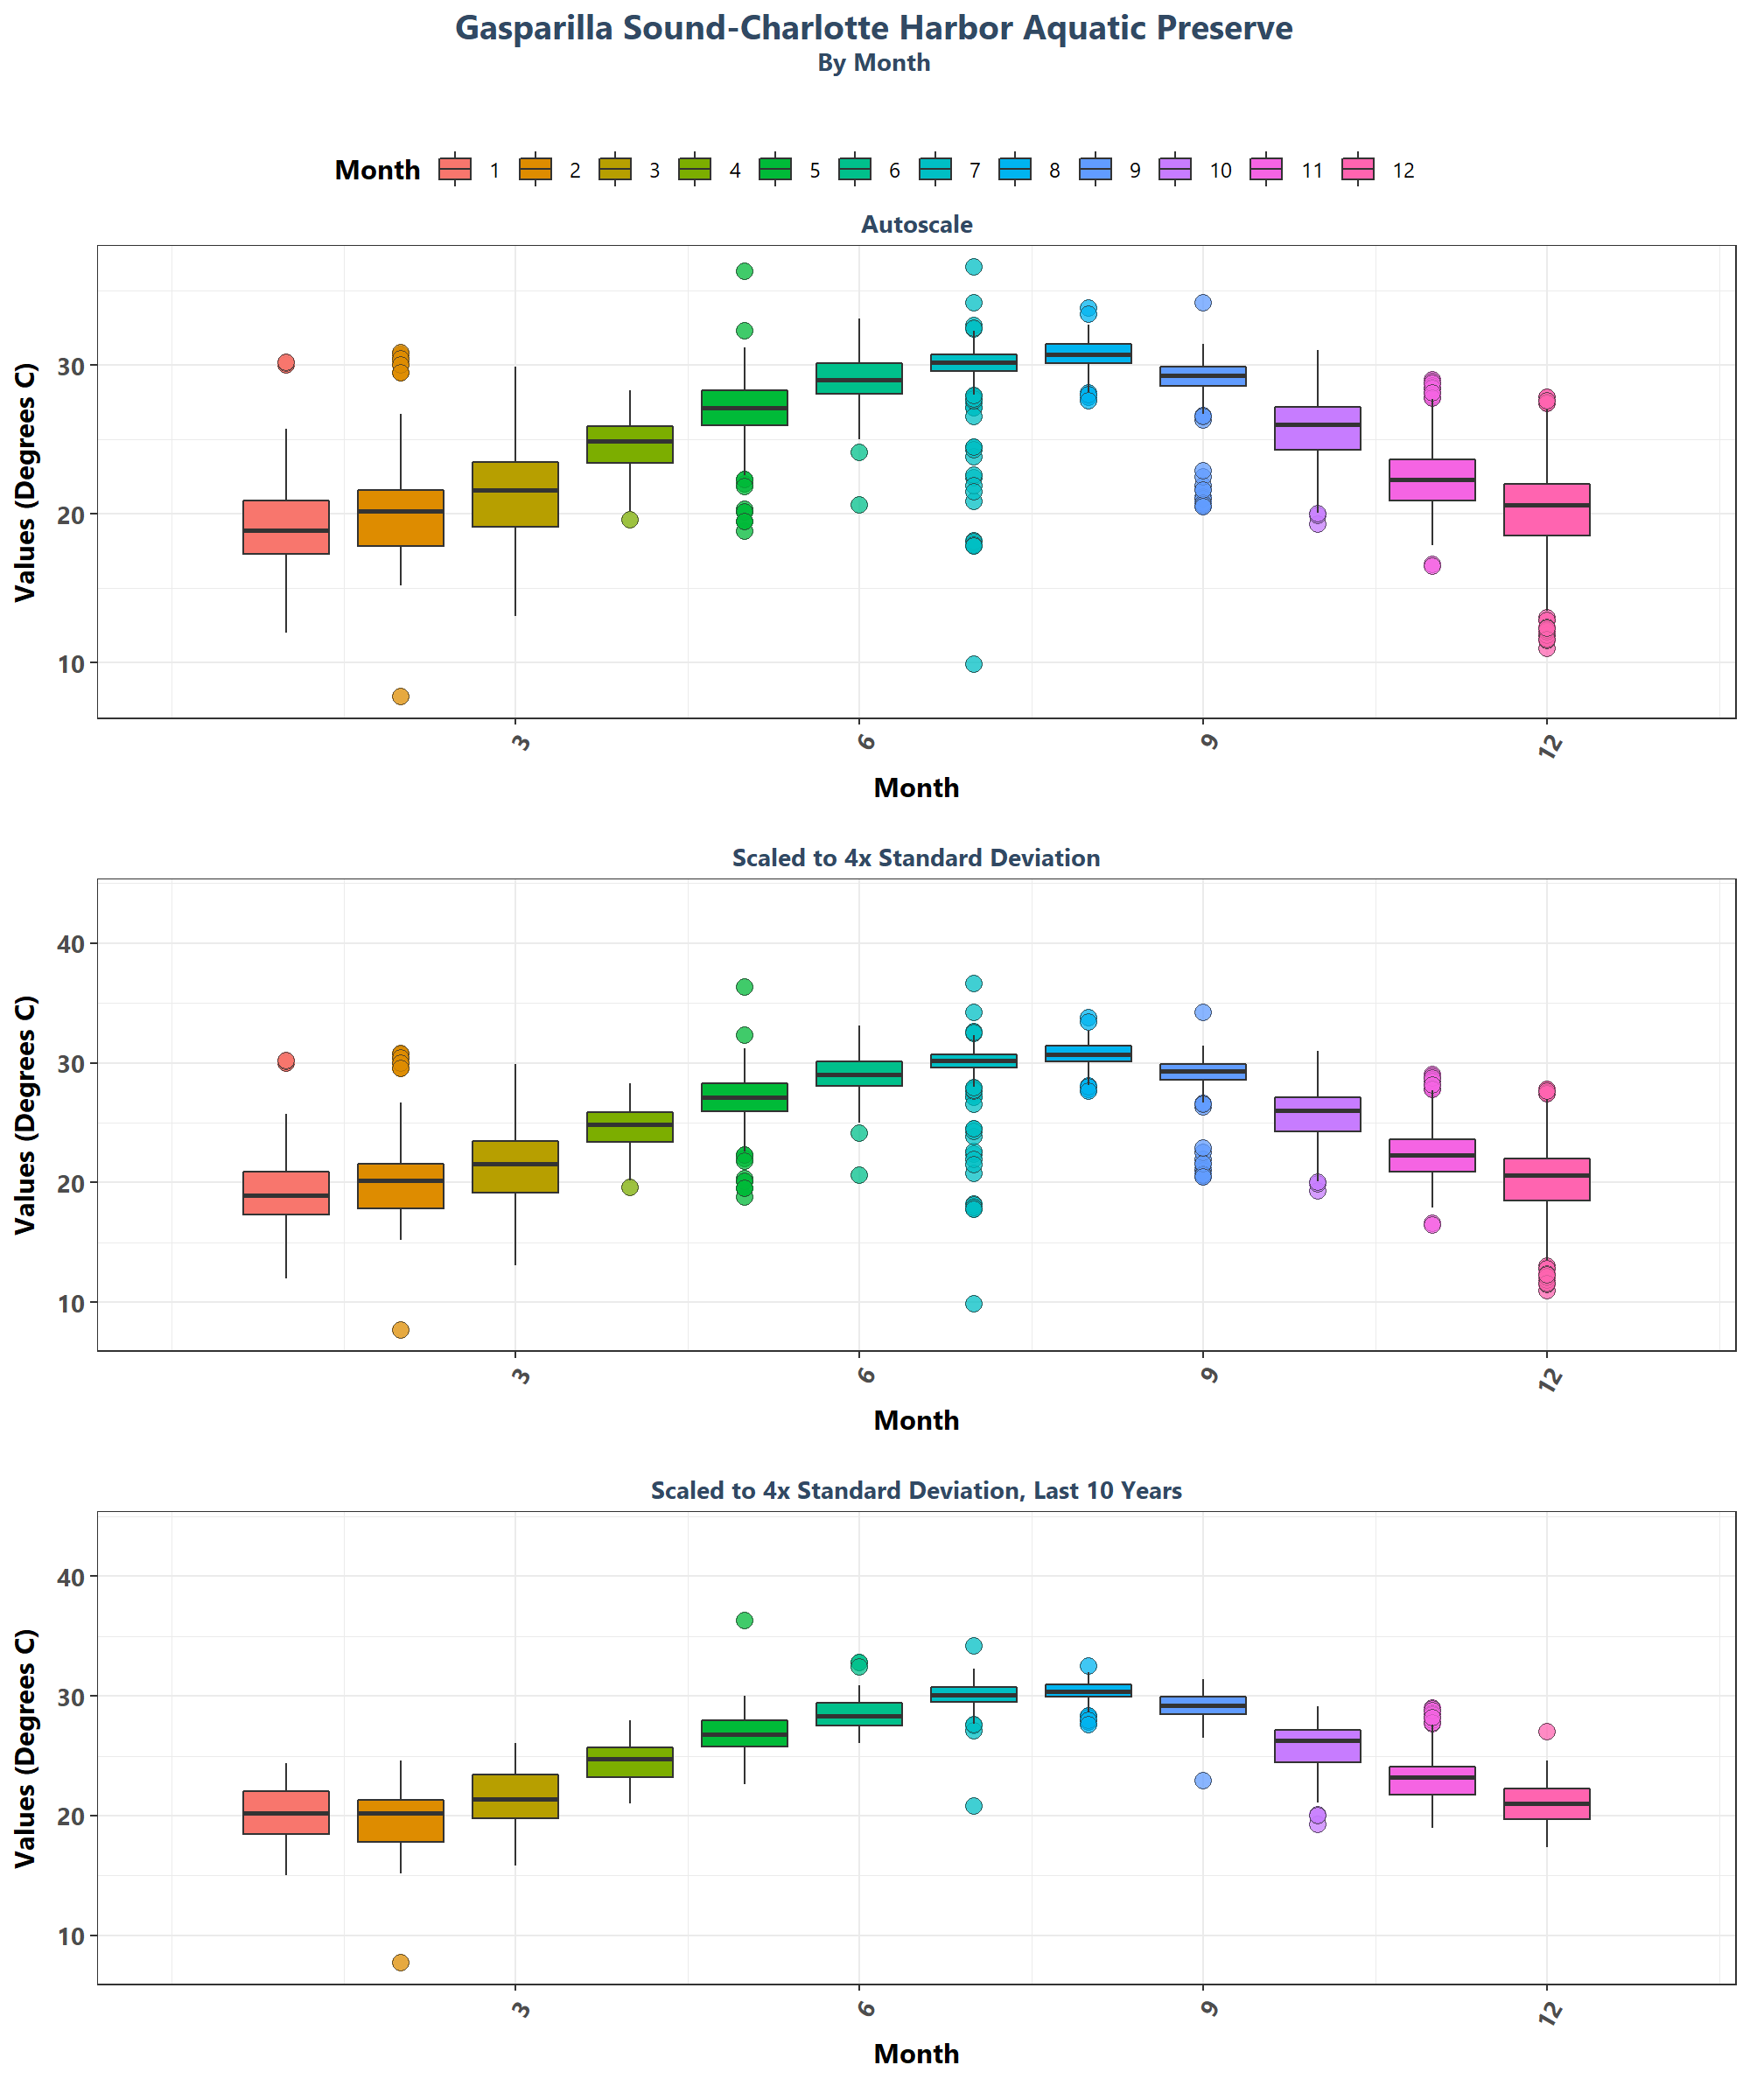 Gasparilla Sound-Charlotte Harbor Aquatic Preserve
By Month
Month 1 2 3 4 5 6 7 8 9 10 11 12
Autoscale
Values (Degrees C)
30
20
10
3 6 9 12
Month
Scaled to 4x Standard Deviation
Values (Degrees C)
40
30
20
10
3 6 9 12
Month
Scaled to 4x Standard Deviation, Last 10 Years
Values (Degrees C)
40
30
20
10
3 6 9 12
Month